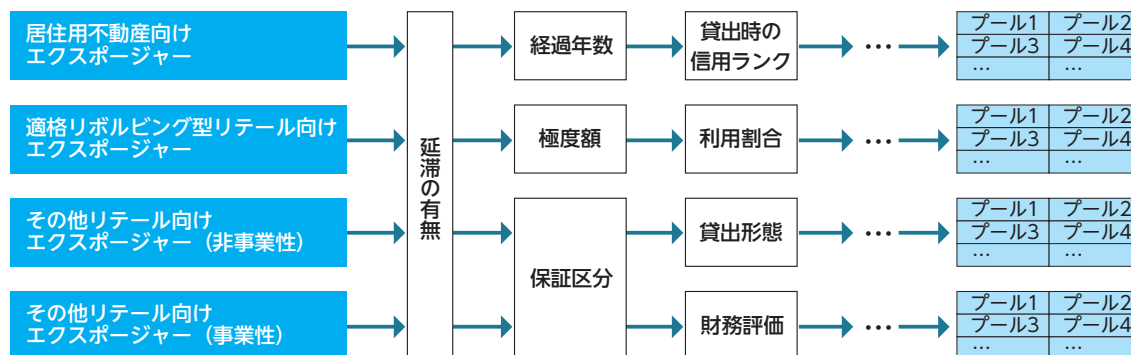 居住用不動産向け
エクスポージャー
経過年数
貸出時の
信用ランク
…
プール1 プール2
プール3 プール4
… …
適格リボルビング型リテール向け
エクスポージャー
延滞の有無
極度額
利用割合
…
プール1 プール2
プール3 プール4
… …
その他リテール向け
エクスポージャー（非事業性）
保証区分
貸出形態
…
プール1 プール2
プール3 プール4
… …
その他リテール向け
エクスポージャー（事業性）
財務評価
…
プール1 プール2
プール3 プール4
… …